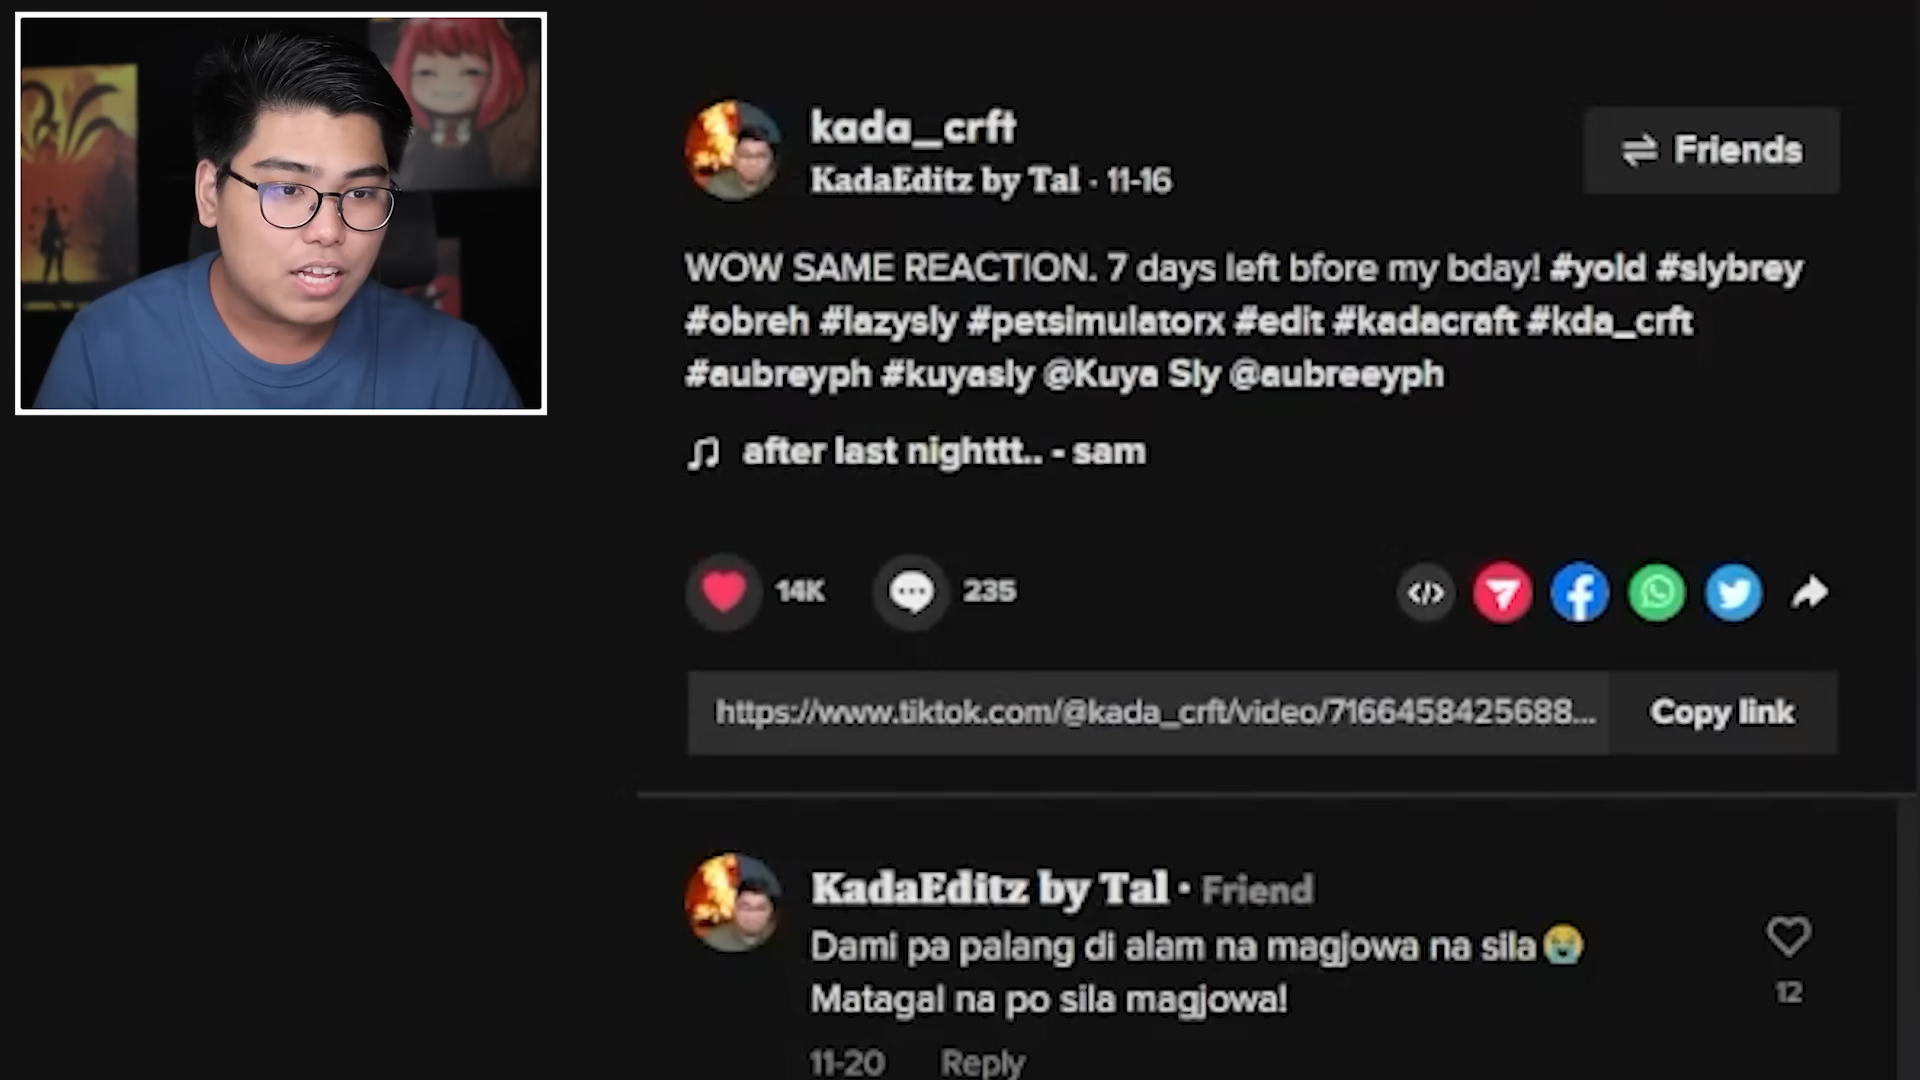 kada_crft
KadaEditz by Tal · 11-16
Friends
WOW SAME REACTION. 7 days left bfore my bday! #yold #slybrey
#obreh #lazysly #petsimulatorx #edit #kadacraft #kda_crft
#aubreyph #kuyasly @Kuya Sly @aubreeyph
after last nighttt.. - sam
14K
235
https://www.tiktok.com/@kada_crft/video/7166458425688...
Copy link
KadaEditz by Tal · Friend
Dami pa palang di alam na magjowa na sila😭
Matagal na po sila magjowa!
12
11-20 Reply